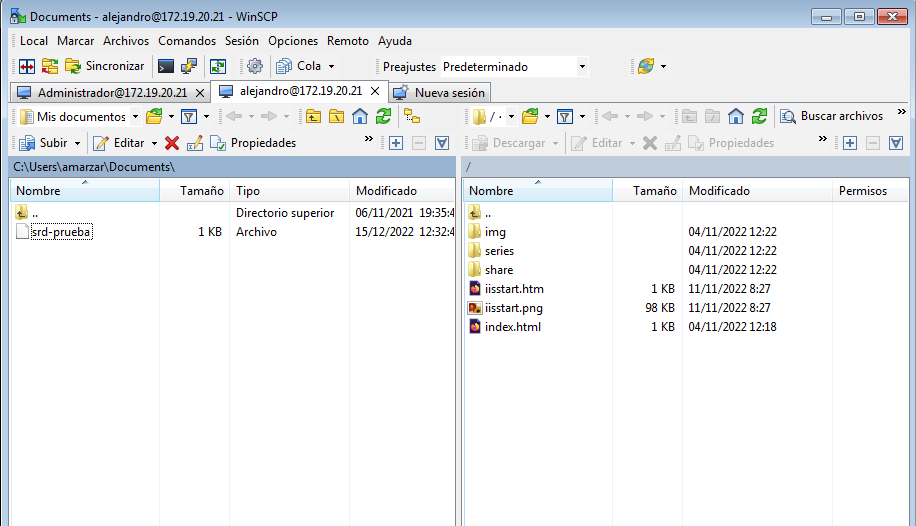 Documents - alejandro@172.19.20.21 - WinSCP
Local Marcar Archivos Comandos Sesión Opciones Remoto Ayuda
Sincronizar Cola Preajustes Predeterminado
Administrador@172.19.20.21 alejandro@172.19.20.21 Nueva sesión
Mis documentos / Buscar archivos »
Subir Editar Propiedades » Descargar Editar Propiedades »
C:\Users\amarzar\Documents\ /
Nombre Tamaño Tipo Modificado Nombre Tamaño Modificado Permisos
.. Directorio superior 06/11/2021 19:35:4 ..
srd-prueba 1 KB Archivo 15/12/2022 12:32:4 img 04/11/2022 12:22
series 04/11/2022 12:22
share 04/11/2022 12:22
iisstart.htm 1 KB 11/11/2022 8:27
iisstart.png 98 KB 11/11/2022 8:27
index.html 1 KB 04/11/2022 12:18